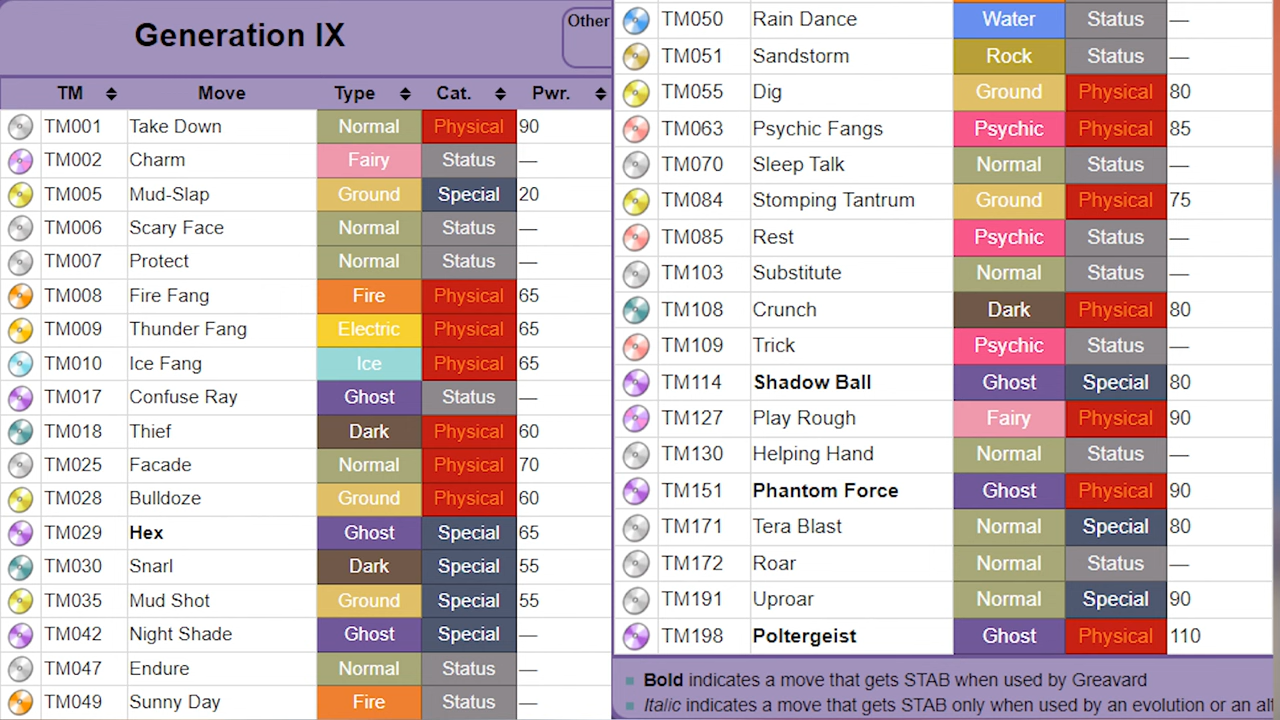 Generation IX
Other
TM Move Type Cat. Pwr.
TM001 Take Down Normal Physical 90
TM002 Charm Fairy Status —
TM005 Mud-Slap Ground Special 20
TM006 Scary Face Normal Status —
TM007 Protect Normal Status —
TM008 Fire Fang Fire Physical 65
TM009 Thunder Fang Electric Physical 65
TM010 Ice Fang Ice Physical 65
TM017 Confuse Ray Ghost Status —
TM018 Thief Dark Physical 60
TM025 Facade Normal Physical 70
TM028 Bulldoze Ground Physical 60
TM029 Hex Ghost Special 65
TM030 Snarl Dark Special 55
TM035 Mud Shot Ground Special 55
TM042 Night Shade Ghost Special —
TM047 Endure Normal Status —
TM049 Sunny Day Fire Status —
TM050 Rain Dance Water Status —
TM051 Sandstorm Rock Status —
TM055 Dig Ground Physical 80
TM063 Psychic Fangs Psychic Physical 85
TM070 Sleep Talk Normal Status —
TM084 Stomping Tantrum Ground Physical 75
TM085 Rest Psychic Status —
TM103 Substitute Normal Status —
TM108 Crunch Dark Physical 80
TM109 Trick Psychic Status —
TM114 Shadow Ball Ghost Special 80
TM127 Play Rough Fairy Physical 90
TM130 Helping Hand Normal Status —
TM151 Phantom Force Ghost Physical 90
TM171 Tera Blast Normal Special 80
TM172 Roar Normal Status —
TM191 Uproar Normal Special 90
TM198 Poltergeist Ghost Physical 110
Bold indicates a move that gets STAB when used by Greavard
Italic indicates a move that gets STAB only when used by an evolution or an